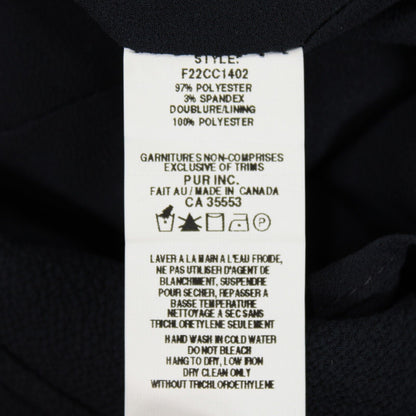 STYLE:
F22CC1402
97% POLYESTER
3% SPANDEX
DOUBLURE/LINING
100% POLYESTER
GARNITURES NON-COMPRISES
EXCLUSIVE OF TRIMS
PUR INC.
FAIT AU / MADE IN CANADA
CA 35553
P
LAVER A LA MAIN A L'EAU FROIDE,
NE PAS UTILISER D'AGENT DE
BLANCHIMENT, SUSPENDRE
POUR SECHER, REPASSER A
BASSE TEMPERATURE
NETTOYAGE A SEC SANS
TRICHLORETYLENE SEULEMENT
HAND WASH IN COLD WATER
DO NOT BLEACH
HANG TO DRY, LOW IRON
DRY CLEAN ONLY
WITHOUT TRICHLOROETHYLENE